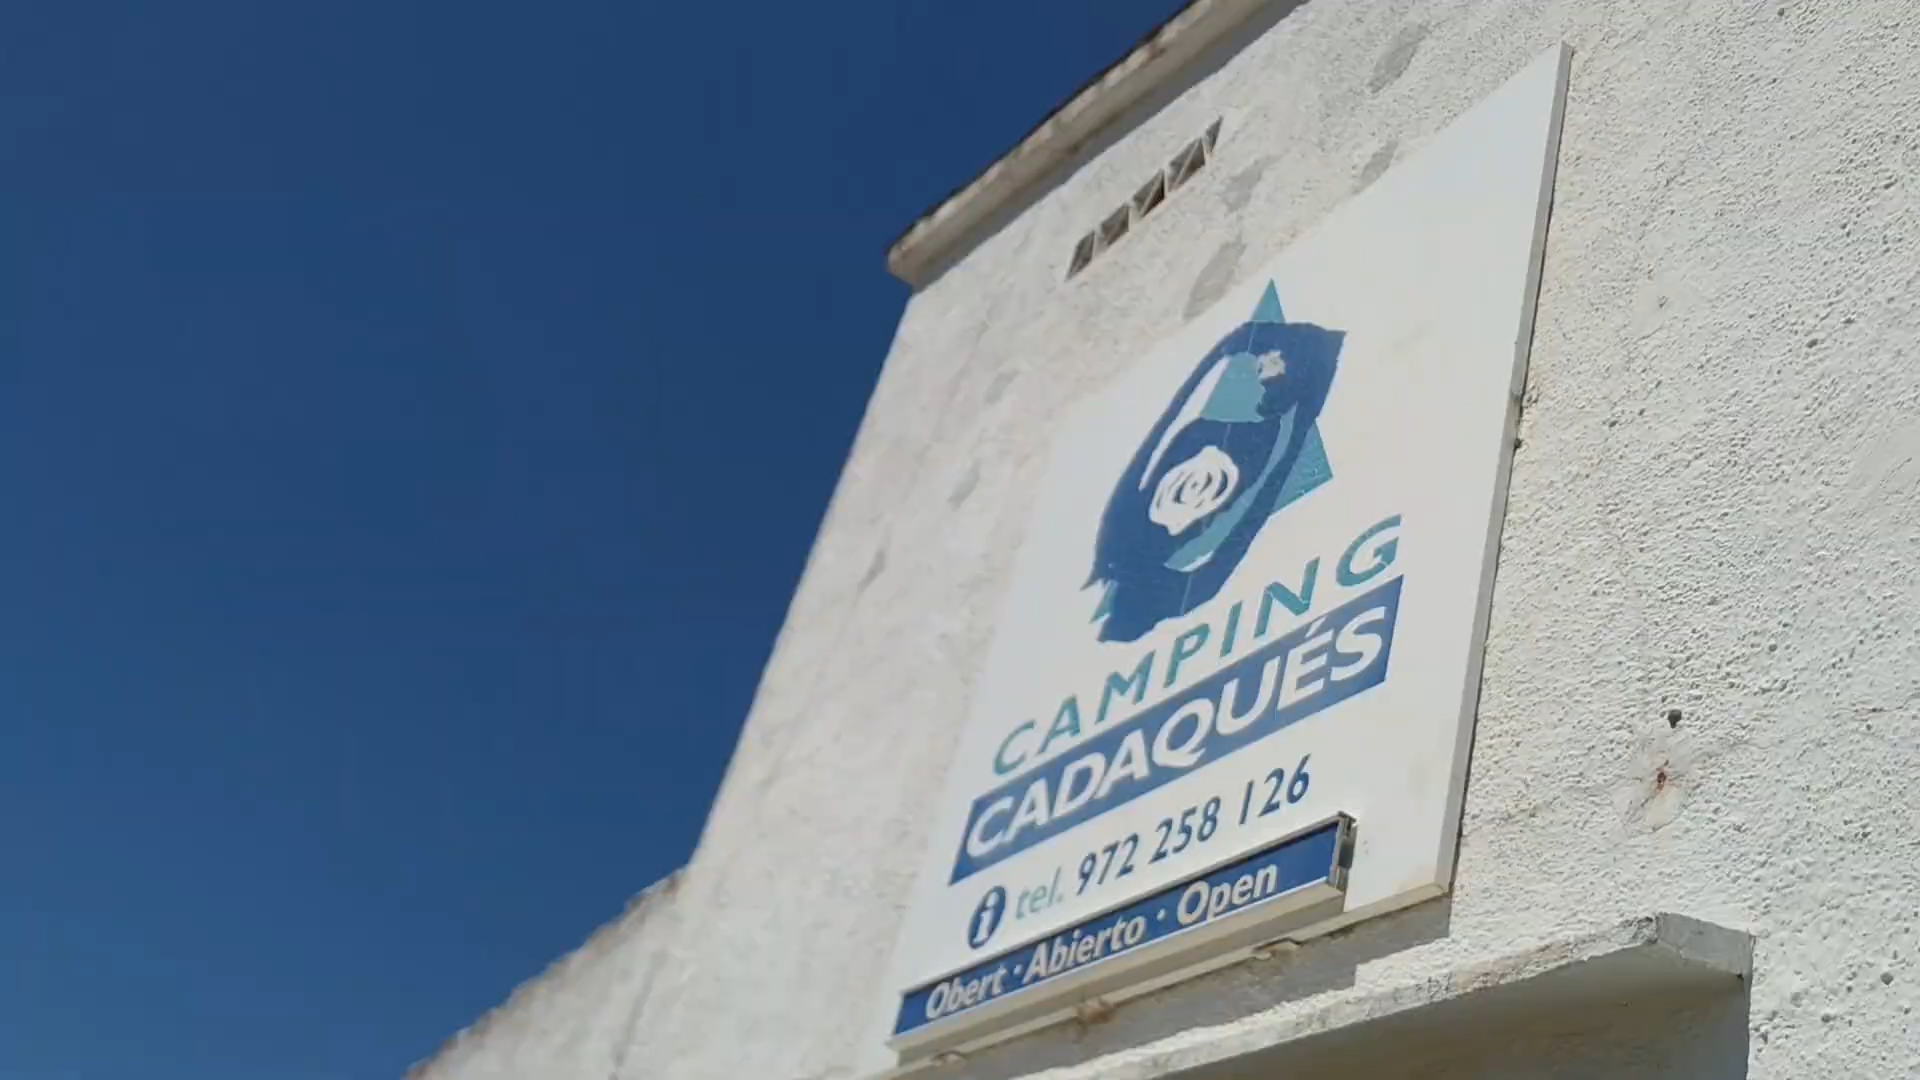 CAMPING
CADAQUÉS
i tel. 972 258 126
Obert · Abierto · Open